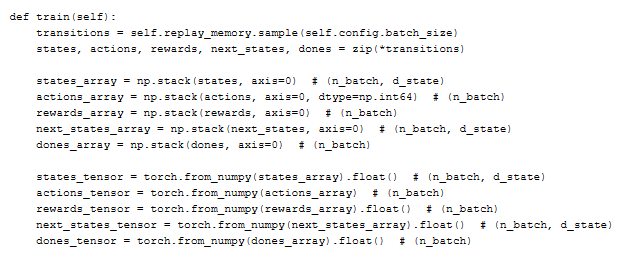 def train(self):
    transitions = self.replay_memory.sample(self.config.batch_size)
    states, actions, rewards, next_states, dones = zip(*transitions)

    states_array = np.stack(states, axis=0)  # (n_batch, d_state)
    actions_array = np.stack(actions, axis=0, dtype=np.int64)  # (n_batch)
    rewards_array = np.stack(rewards, axis=0)  # (n_batch)
    next_states_array = np.stack(next_states, axis=0)  # (n_batch, d_state)
    dones_array = np.stack(dones, axis=0)  # (n_batch)

    states_tensor = torch.from_numpy(states_array).float()  # (n_batch, d_state)
    actions_tensor = torch.from_numpy(actions_array)  # (n_batch)
    rewards_tensor = torch.from_numpy(rewards_array).float()  # (n_batch)
    next_states_tensor = torch.from_numpy(next_states_array).float()  # (n_batch, d_state)
    dones_tensor = torch.from_numpy(dones_array).float()  # (n_batch)